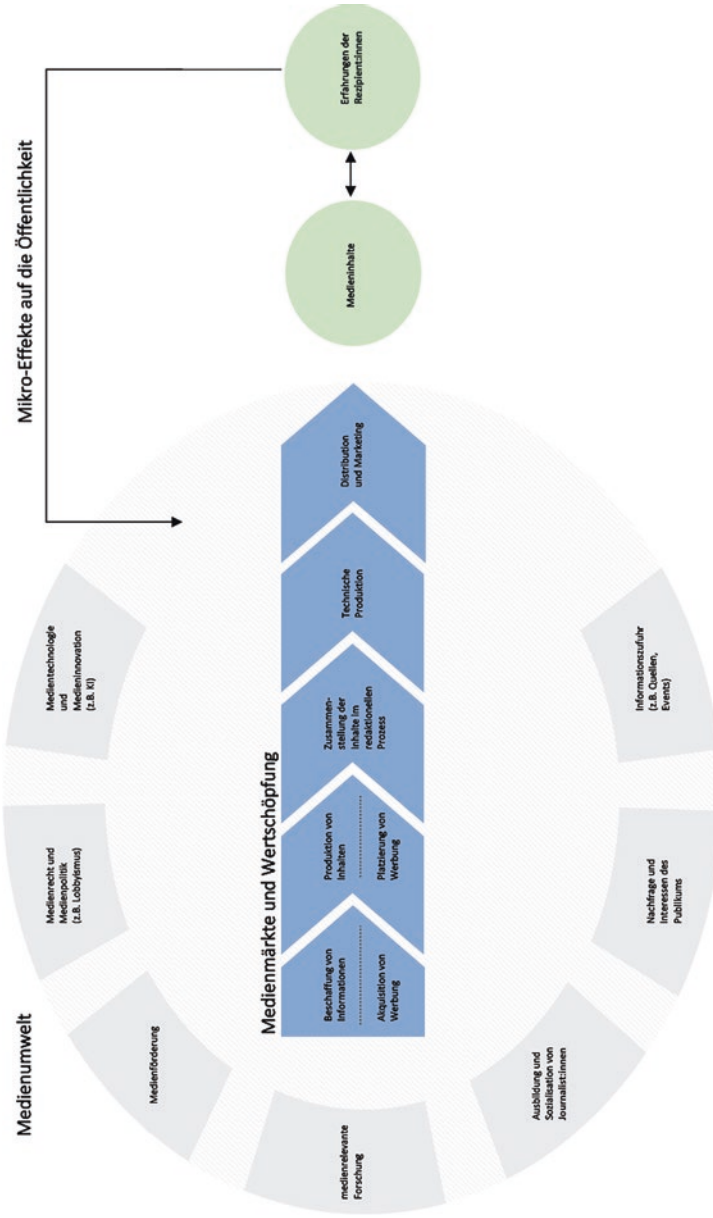 Medienumwelt
Mikro-Effekte auf die Öffentlichkeit
medienrelevante
Forschung
Medienförderung
Medienrecht und
Medienpolitik
(z.B. Lobbyismus)
Medientechnologie
und
Medieninnovation
(z.B. KI)
Medienmärkte und Wertschöpfung
Beschaffung von
Informationen
Akquisition von
Werbung
Produktion von
Inhalten
Platzierung von
Werbung
Zusammen-
stellung der
Inhalte im
redaktionellen
Prozess
Technische
Produktion
Distribution
und Marketing
Medieninhalte
Erfahrungen der
Rezipient:innen
Ausbildung und
Sozialisation von
Journalist:innen
Nachfrage und
Interessen des
Publikums
Informationszufuhr
(z.B. Quellen,
Events)